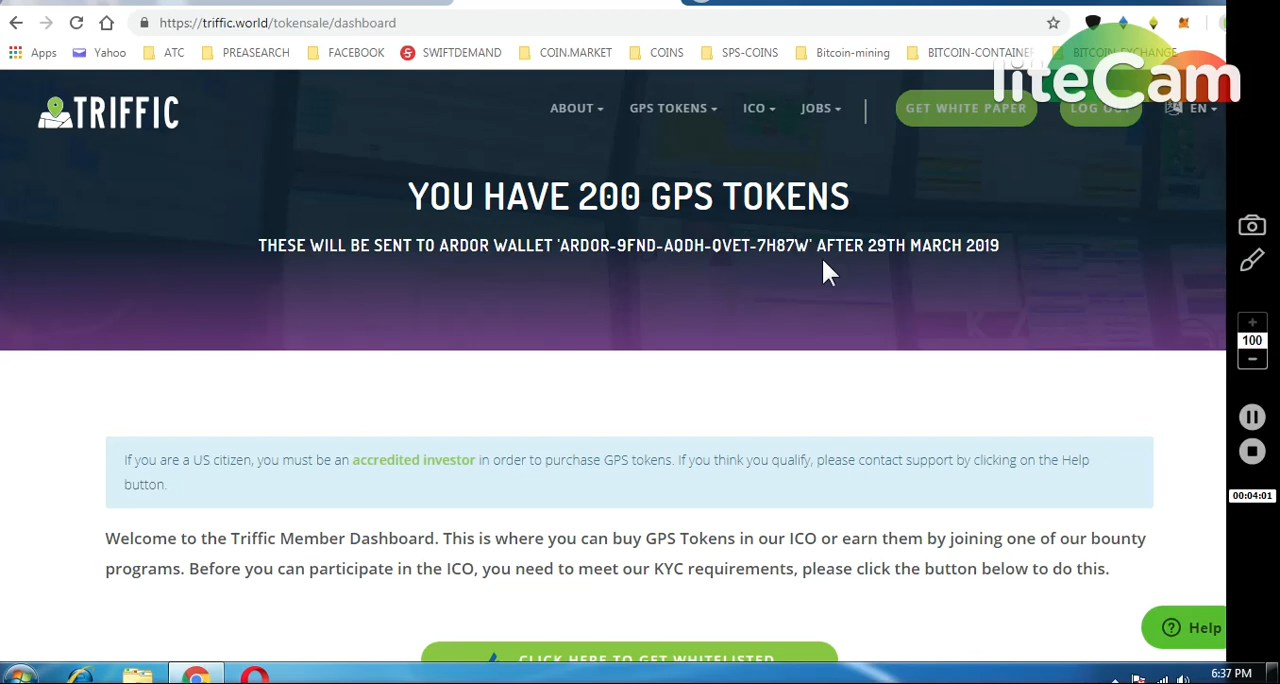 https://triffic.world/tokensale/dashboard
Apps Yahoo ATC PREASEARCH FACEBOOK SWIFTDEMAND COIN.MARKET COINS SPS-COINS Bitcoin-mining BITCOIN-CONTAINE BITCOIN-EXCHANGE
liteCam
TRIFFIC
ABOUT GPS TOKENS ICO JOBS GET WHITE PAPER LOG OUT EN
YOU HAVE 200 GPS TOKENS
THESE WILL BE SENT TO ARDOR WALLET 'ARDOR-9FND-AQDH-QVET-7H87W' AFTER 29TH MARCH 2019
100
00:04:01
If you are a US citizen, you must be an accredited investor in order to purchase GPS tokens. If you think you qualify, please contact support by clicking on the Help
button.
Welcome to the Triffic Member Dashboard. This is where you can buy GPS Tokens in our ICO or earn them by joining one of our bounty
programs. Before you can participate in the ICO, you need to meet our KYC requirements, please click the button below to do this.
Help
CLICK HERE TO GET WHITELISTED
6:37 PM